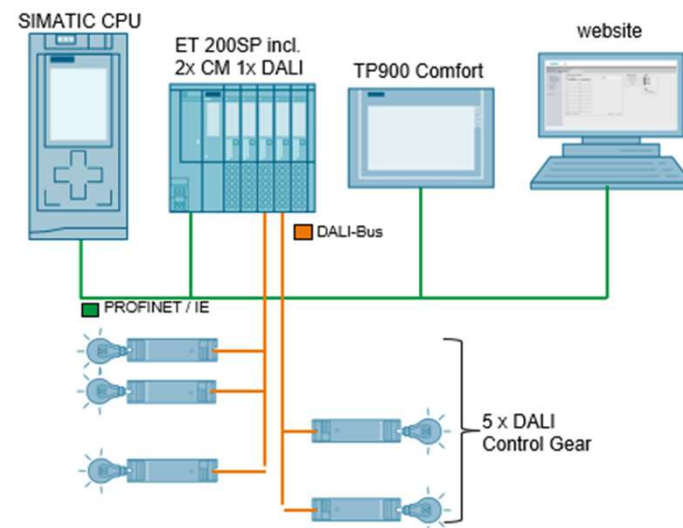 SIMATIC CPU
ET 200SP incl.
2x CM 1x DALI
TP900 Comfort
website
DALI-Bus
PROFINET / IE
5 x DALI
Control Gear